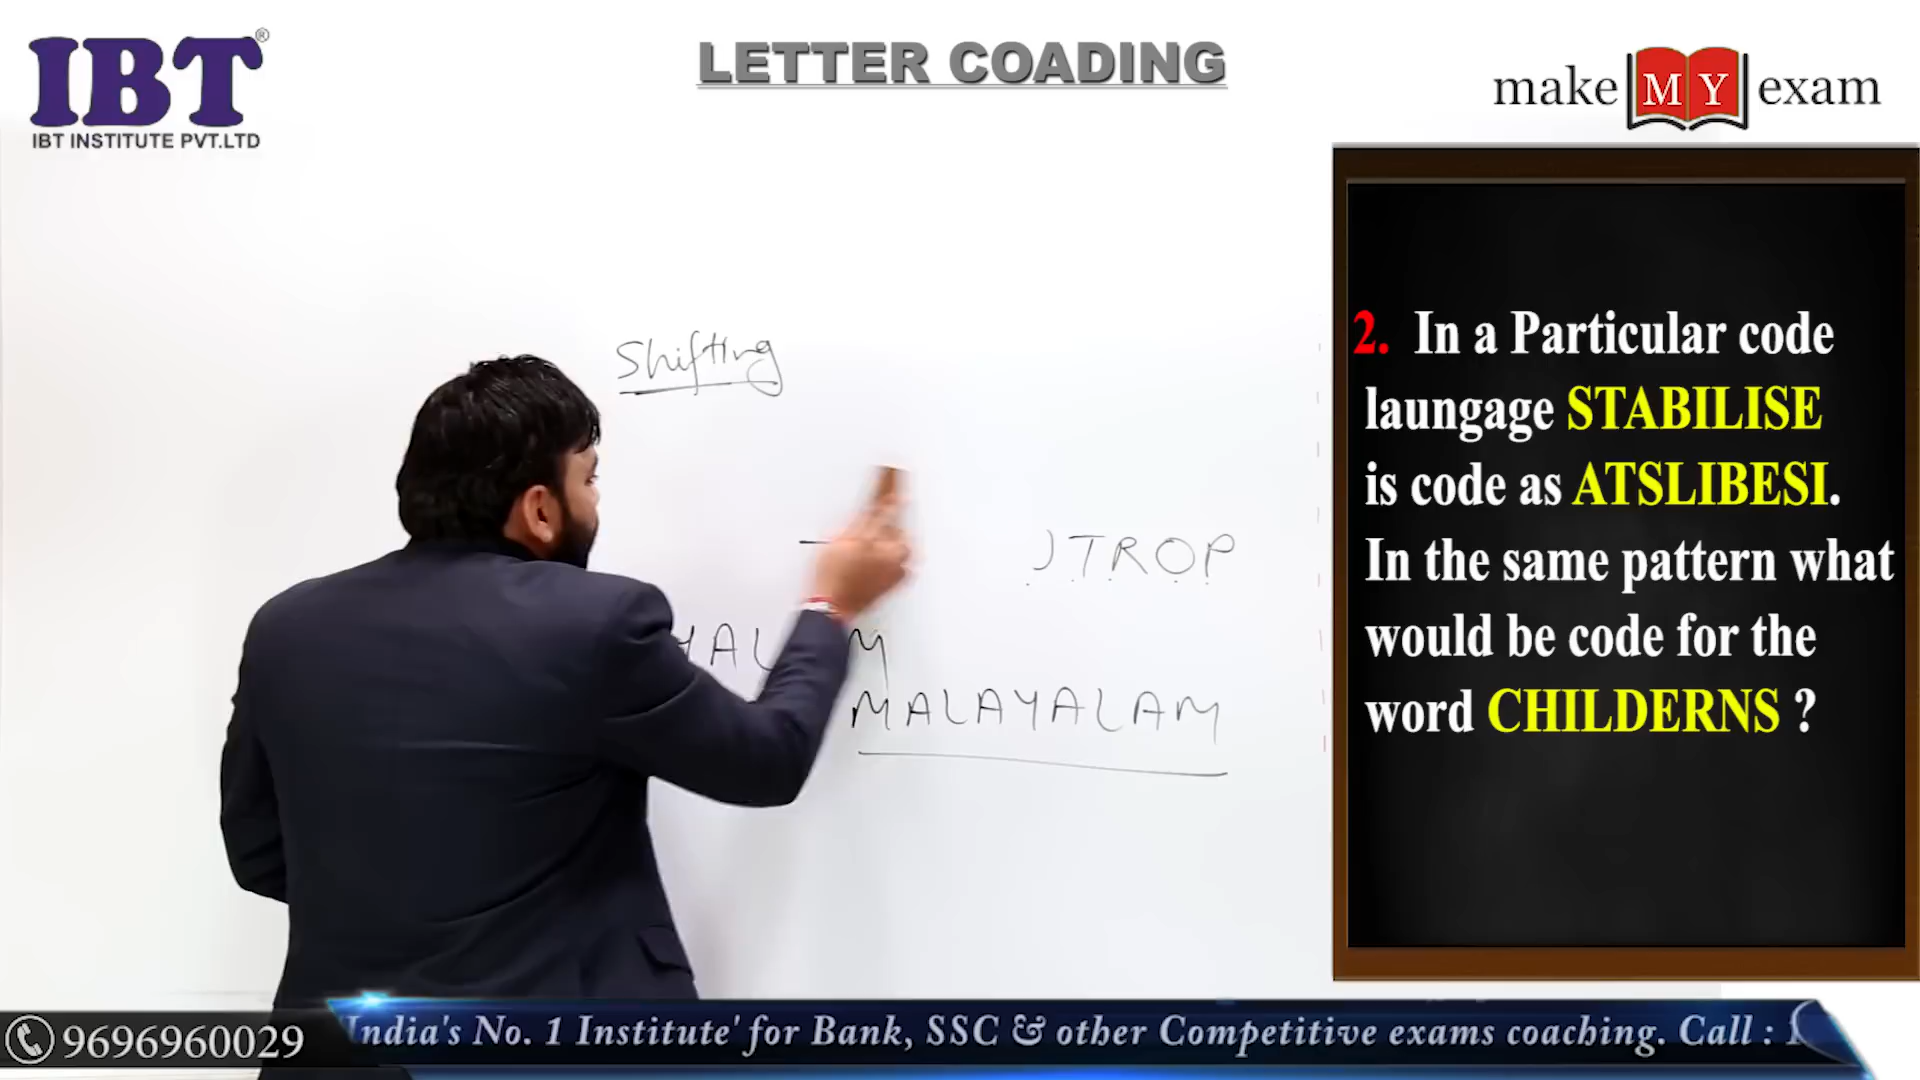 IBT®
IBT INSTITUTE PVT.LTD
LETTER COADING
make MY exam
Shifting
JTROP
MALAYALAM
2. In a Particular code
laungage STABILISE
is code as ATSLIBESI.
In the same pattern what
would be code for the
word CHILDERNS ?
9696960029
'India's No. 1 Institute' for Bank, SSC & other Competitive exams coaching. Call :